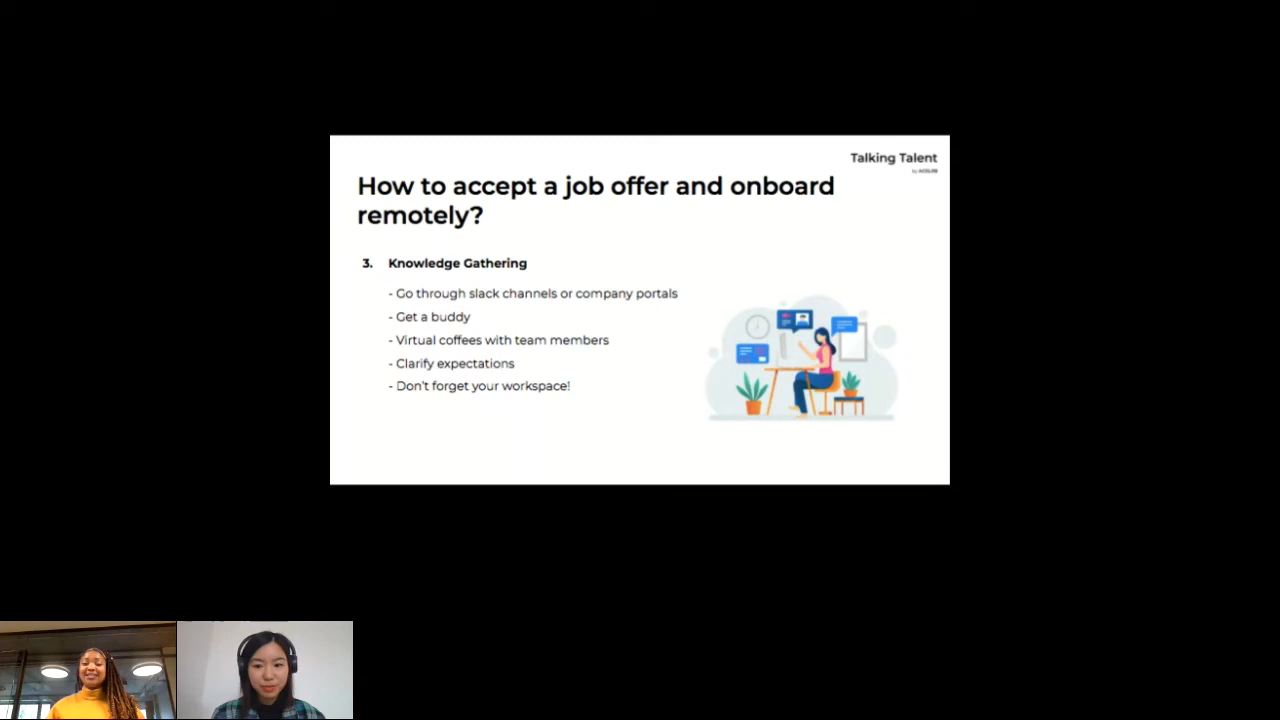 Talking Talent
How to accept a job offer and onboard
remotely?
3. Knowledge Gathering
- Go through slack channels or company portals
- Get a buddy
- Virtual coffees with team members
- Clarify expectations
- Don't forget your workspace!